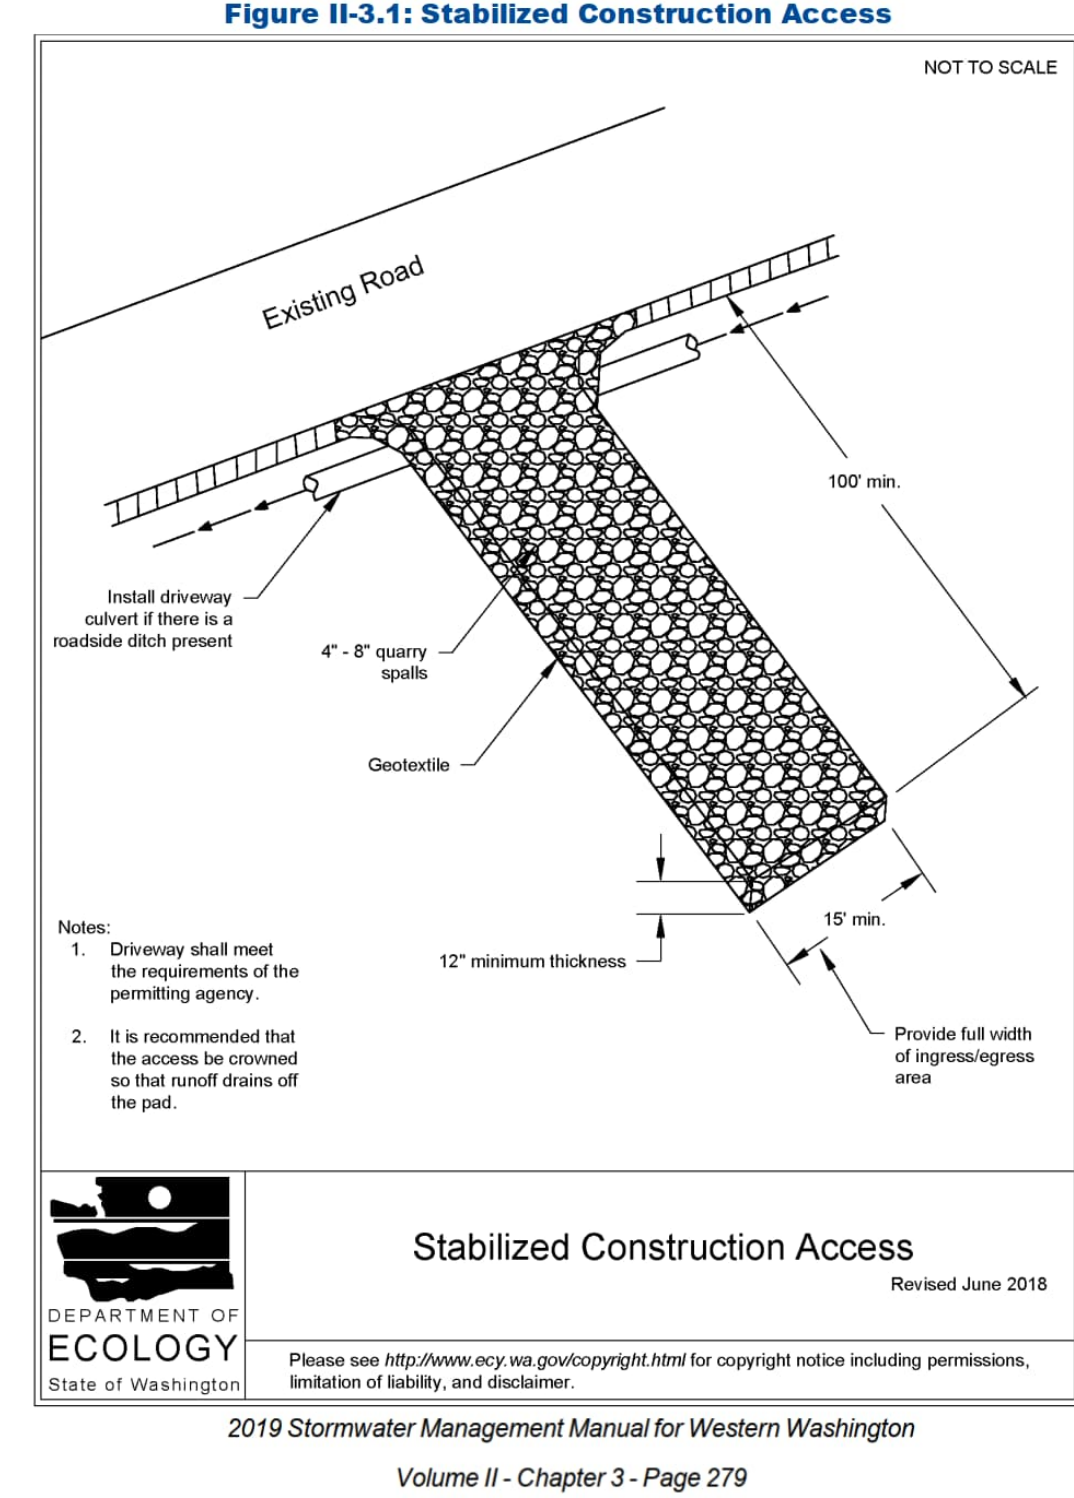 Figure II-3.1: Stabilized Construction Access
NOT TO SCALE
Existing Road
100' min.
Install driveway
culvert if there is a
roadside ditch present
4" - 8" quarry
spalls
Geotextile
15' min.
12" minimum thickness
Provide full width
of ingress/egress
area
Notes:
1. Driveway shall meet
the requirements of the
permitting agency.
2. It is recommended that
the access be crowned
so that runoff drains off
the pad.
DEPARTMENT OF
ECOLOGY
State of Washington
Stabilized Construction Access
Revised June 2018
Please see http://www.ecy.wa.gov/copyright.html for copyright notice including permissions,
limitation of liability, and disclaimer.
2019 Stormwater Management Manual for Western Washington
Volume II - Chapter 3 - Page 279